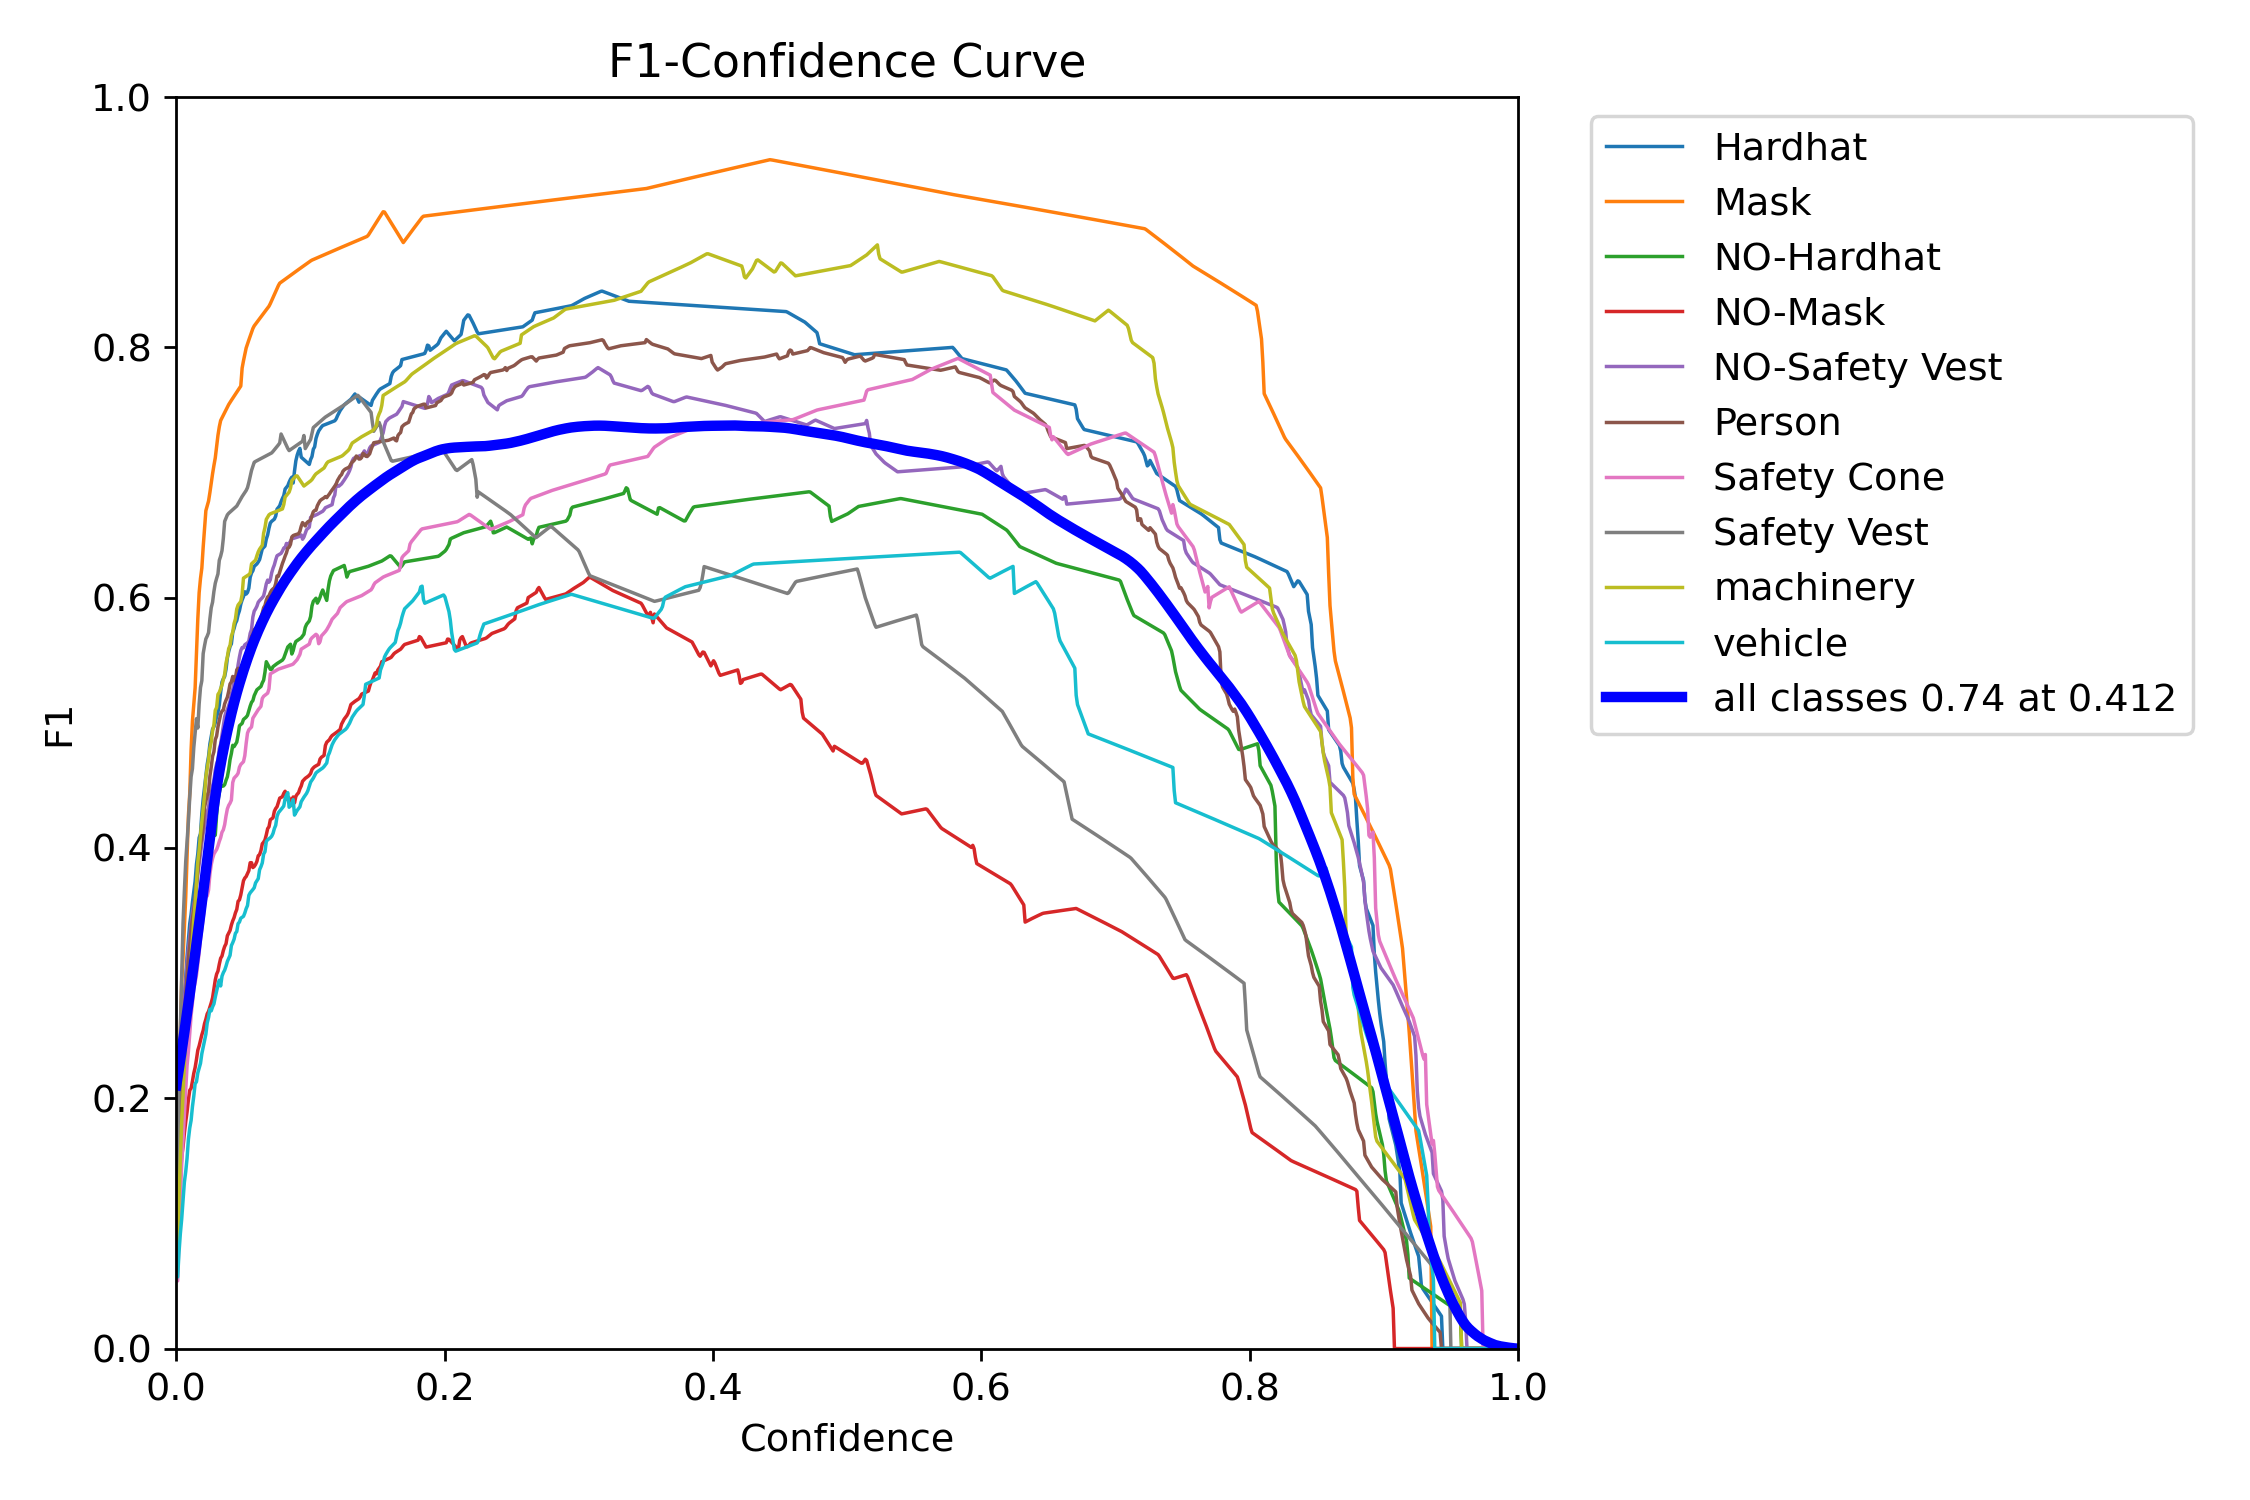 F1-Confidence Curve
1.0
0.8
0.6
0.4
0.2
0.0
F1
0.0 0.2 0.4 0.6 0.8 1.0
Confidence
Hardhat
Mask
NO-Hardhat
NO-Mask
NO-Safety Vest
Person
Safety Cone
Safety Vest
machinery
vehicle
all classes 0.74 at 0.412